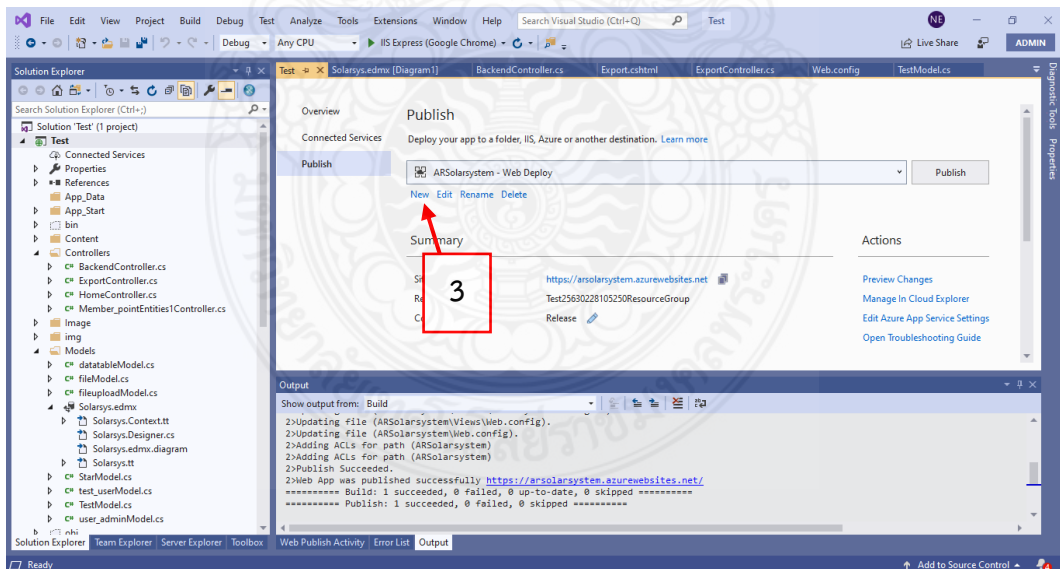 File Edit View Project Build Debug Test Analyze Tools Extensions Window Help Search Visual Studio (Ctrl+Q) Test NE
Debug Any CPU IIS Express (Google Chrome) Live Share ADMIN
Solution Explorer
Search Solution Explorer (Ctrl+;)
Solution 'Test' (1 project)
Test
Connected Services
Properties
References
App_Data
App_Start
bin
Content
Controllers
C# BackendController.cs
C# ExportController.cs
C# HomeController.cs
C# Member_pointEntities1Controller.cs
Image
img
Models
C# datatableModel.cs
C# fileModel.cs
C# fileuploadModel.cs
Solarsys.edmx
Solarsys.Context.tt
Solarsys.Designer.cs
Solarsys.edmx.diagram
Solarsys.tt
C# StarModel.cs
C# test_userModel.cs
C# TestModel.cs
C# user_adminModel.cs
obj
Solution Explorer Team Explorer Server Explorer Toolbox
Test Solarsys.edmx [Diagram1] BackendController.cs Export.cshtml ExportController.cs Web.config TestModel.cs
Overview
Connected Services
Publish
Publish
Deploy your app to a folder, IIS, Azure or another destination. Learn more
ARSolarsystem - Web Deploy Publish
New Edit Rename Delete
Summary
3
https://arsolarsystem.azurewebsites.net
Test25630228105250ResourceGroup
Release
Actions
Preview Changes
Manage In Cloud Explorer
Edit Azure App Service Settings
Open Troubleshooting Guide
Diagnostic Tools Properties
Output
Show output from: Build
2>Updating file (ARSolarsystem\Views\Web.config).
2>Updating file (ARSolarsystem\Web.config).
2>Adding ACLs for path (ARSolarsystem)
2>Adding ACLs for path (ARSolarsystem)
2>Publish Succeeded.
2>Web App was published successfully https://arsolarsystem.azurewebsites.net/
========== Build: 1 succeeded, 0 failed, 0 up-to-date, 0 skipped ==========
========== Publish: 1 succeeded, 0 failed, 0 skipped ==========
Web Publish Activity Error List Output
Ready Add to Source Control 4